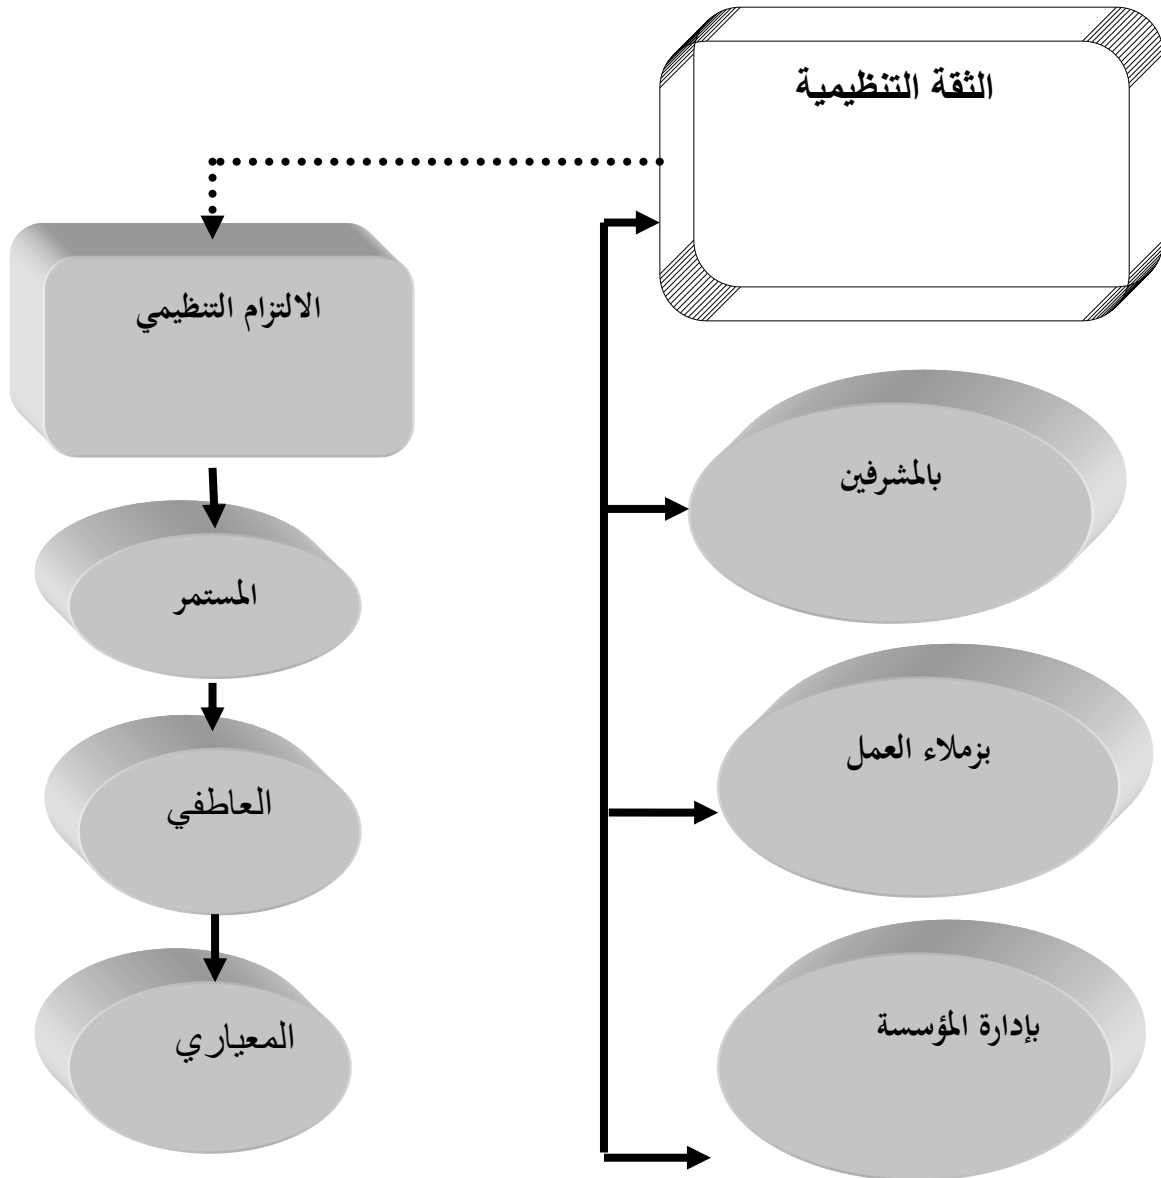 الثقة التنظيمية
بالمشرفين
بزملاء العمل
بإدارة المؤسسة
الالتزام التنظيمي
المستمر
العاطفي
المعياري